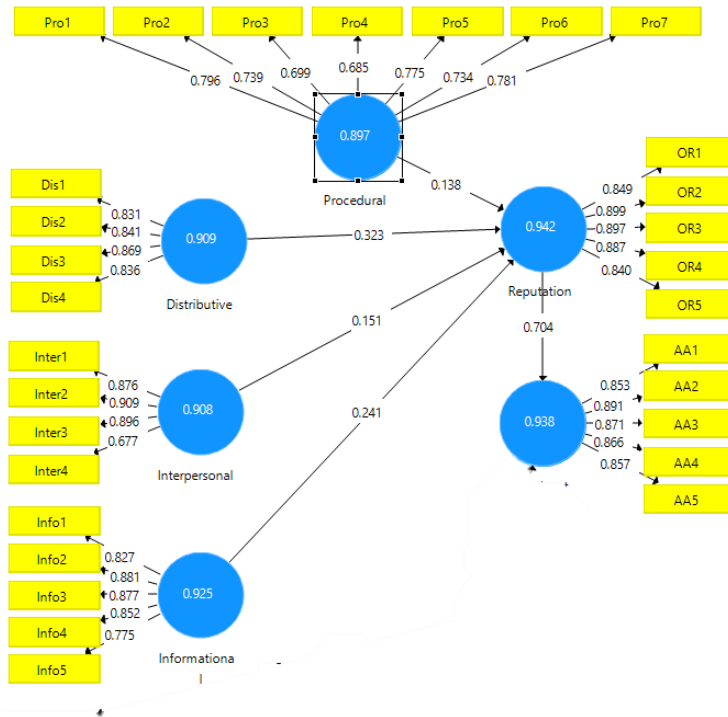 Pro1 Pro2 Pro3 Pro4 Pro5 Pro6 Pro7
0.796 0.739 0.699 0.685 0.775 0.734 0.781
0.897
Procedural
0.138
Dis1
Dis2
Dis3
Dis4
0.831
0.841
0.869
0.836
0.909
Distributive
0.323
OR1
OR2
OR3
OR4
OR5
0.849
0.899
0.897
0.887
0.840
0.942
Reputation
0.704
Inter1
Inter2
Inter3
Inter4
0.876
0.909
0.896
0.677
0.908
Interpersonal
0.151
0.241
AA1
AA2
AA3
AA4
AA5
0.853
0.891
0.871
0.866
0.857
0.938
Info1
Info2
Info3
Info4
Info5
0.827
0.881
0.877
0.852
0.775
0.925
Informationa
l